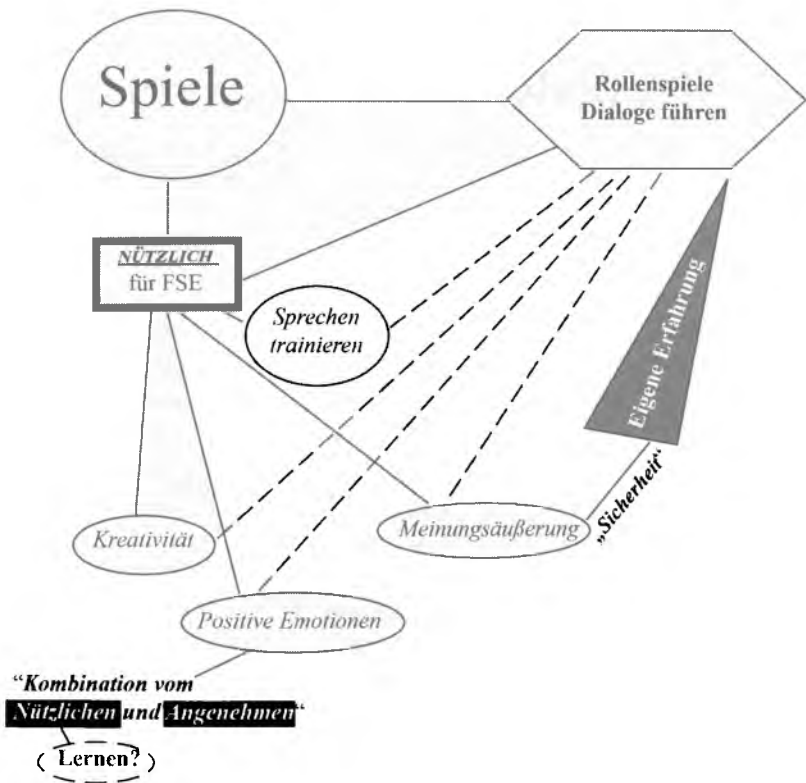 Spiele
Rollenspiele
Dialoge führen
NÜTZLICH
für FSE
Sprechen
trainieren
Eigene Erfahrung
Kreativität
Meinungsäußerung
„Sicherheit“
Positive Emotionen
“Kombination vom
Nützlichen und Angenehmen“
( Lernen? )